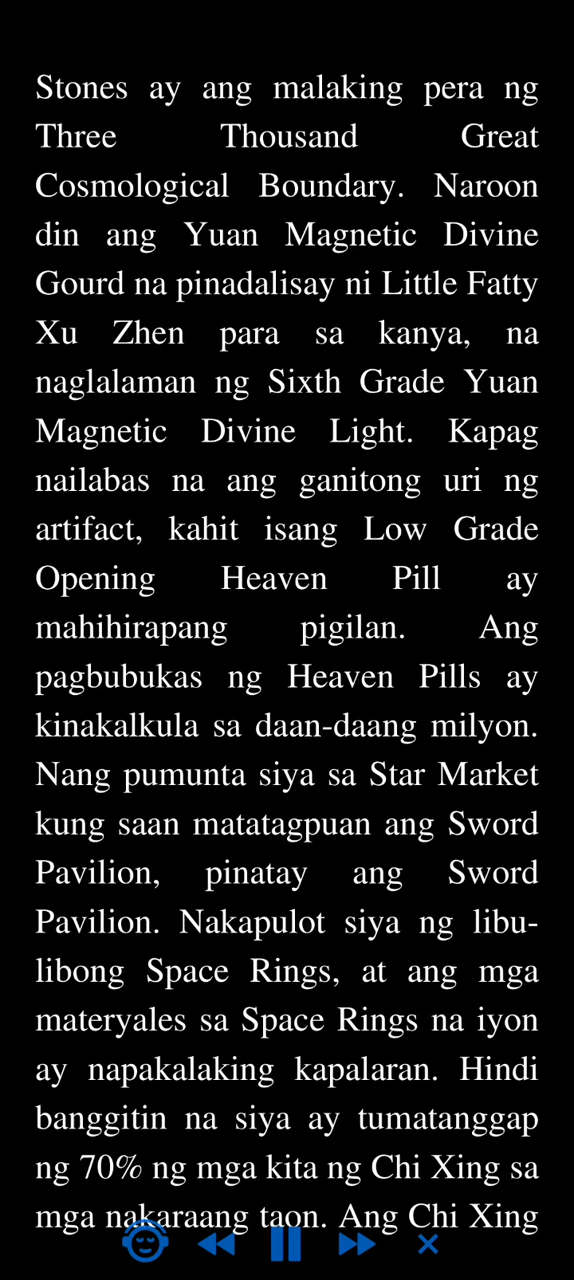 Stones ay ang malaking pera ng
Three Thousand Great
Cosmological Boundary. Naroon
din ang Yuan Magnetic Divine
Gourd na pinadalisay ni Little Fatty
Xu Zhen para sa kanya, na
naglalaman ng Sixth Grade Yuan
Magnetic Divine Light. Kapag
nailabas na ang ganitong uri ng
artifact, kahit isang Low Grade
Opening Heaven Pill ay
mahihirapang pigilan. Ang
pagbubukas ng Heaven Pills ay
kinakalkula sa daan-daang milyon.
Nang pumunta siya sa Star Market
kung saan matatagpuan ang Sword
Pavilion, pinatay ang Sword
Pavilion. Nakapulot siya ng libu-
libong Space Rings, at ang mga
materyales sa Space Rings na iyon
ay napakalaking kapalaran. Hindi
banggitin na siya ay tumatanggap
ng 70% ng mga kita ng Chi Xing sa
mga nakaraang taon. Ang Chi Xing